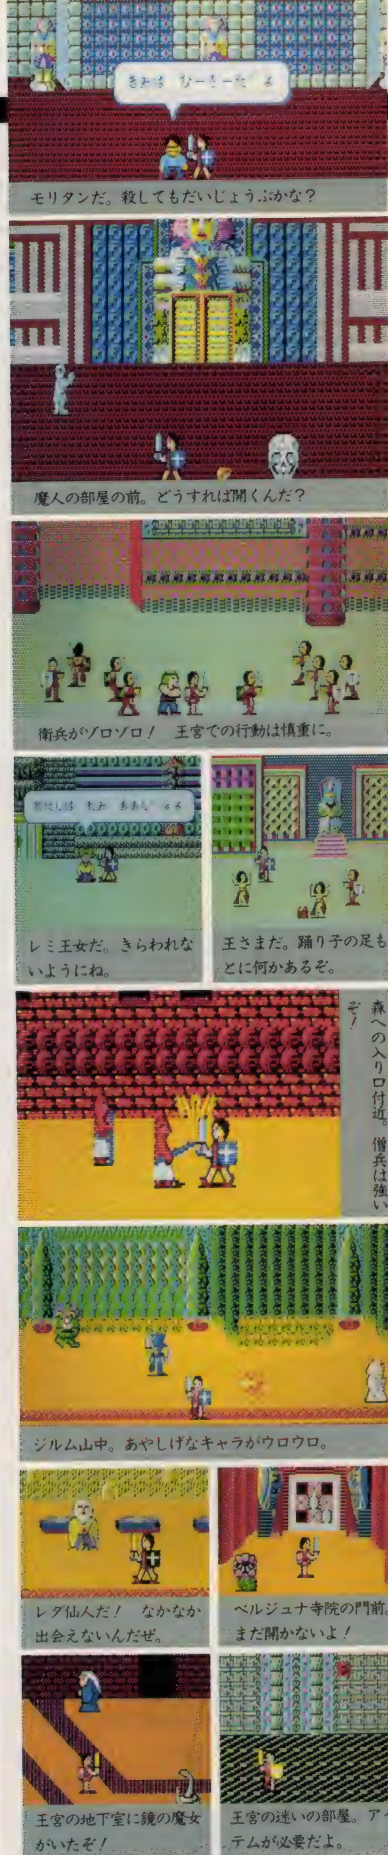 モリタンだ。殺してもだいじょうぶかな？
魔人の部屋の前。どうすれば開くんだ？
衛兵がゾロゾロ！　王宮での行動は慎重に。
レミ王女だ。きらわれな
いようにね。
王さまだ。踊り子の足も
とに何かあるぞ。
森への入り口付近。僧兵は強い
ぞ！
ジルム山中。あやしげなキャラがウロウロ。
レダ仙人だ！　なかなか
出会えないんだぜ。
ベルジュナ寺院の門前。
まだ開かないよ！
王宮の地下室に鏡の魔女
がいたぞ！
王宮の迷いの部屋。アイ
テムが必要だよ。